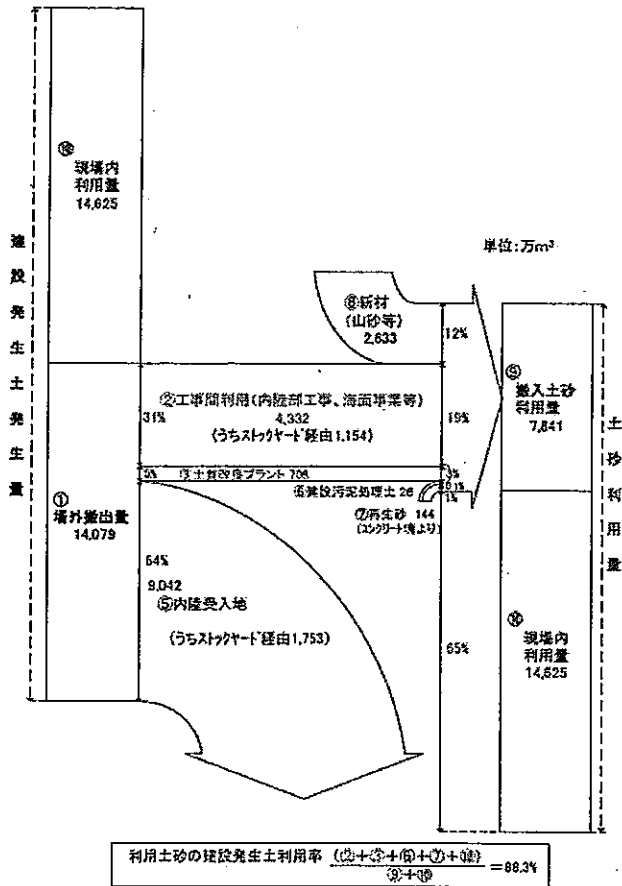 ⑩
現場内
利用量
14,625
建設発生土発生量
単位:万m³
⑧新材
(山砂等)
2,633
12%
②工事間利用(内陸部工事、海面事業等)
31%
4,332
19%
(うちストックヤード経由1,154)
⑨
搬入土砂
利用量
7,841
土砂利用量
5%
③土質改良プラント 706
3%
⑥建設汚泥処理土 26
0.1%
⑦再生砂 144
1%
(コンクリート塊より)
①
場外搬出量
14,079
64%
9,042
⑤内陸受入地
(うちストックヤード経由1,753)
65%
⑩
現場内
利用量
14,625
利用土砂の建設発生土利用率 (②+③+⑥+⑦+⑩)
⑨+⑩
=88.3%